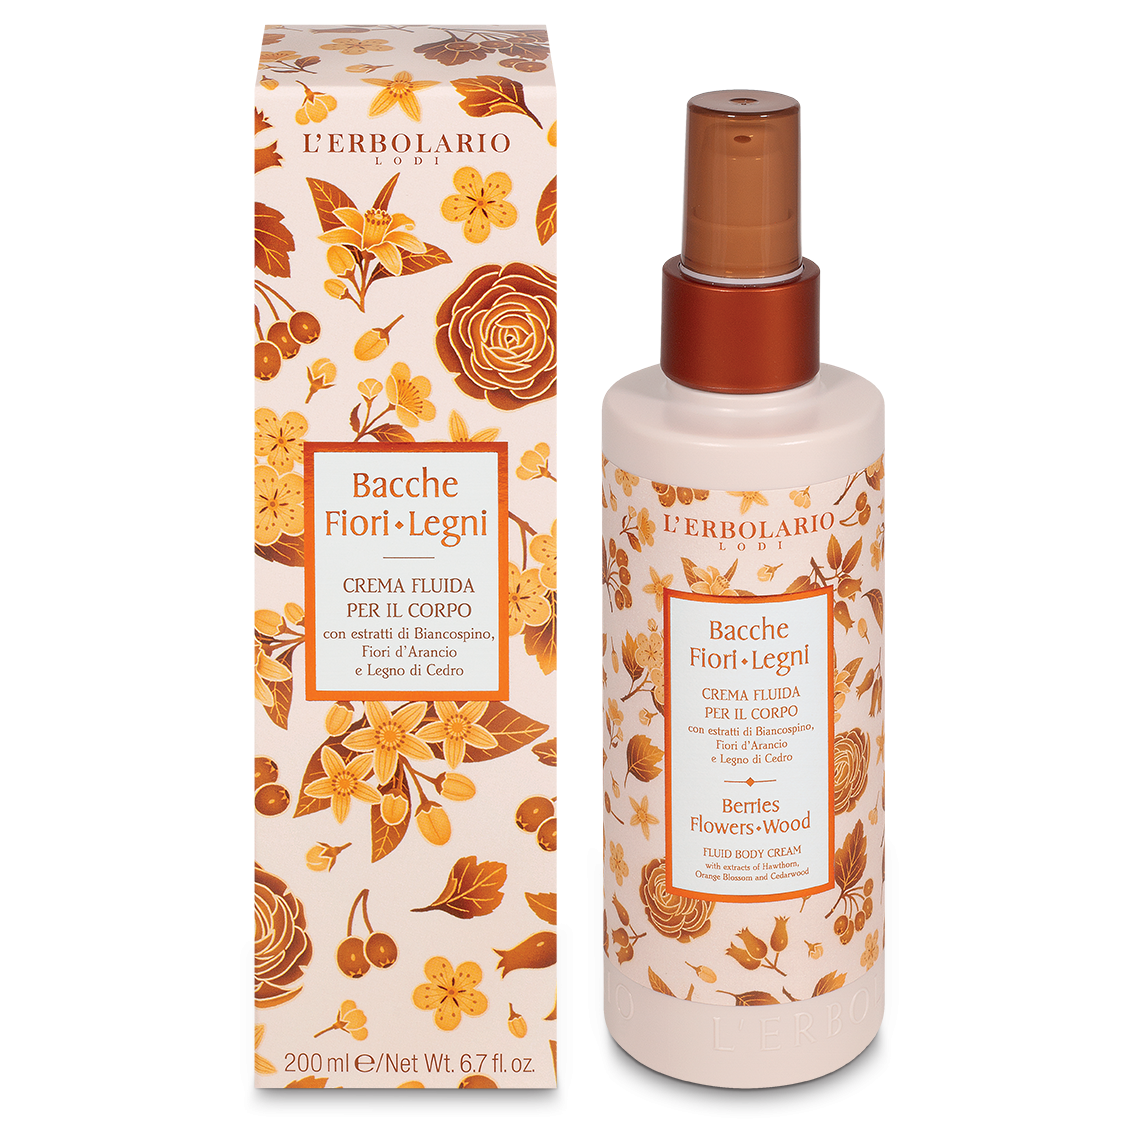 L'ERBOLARIO
LODI
Bacche
Fiori⬥Legni
CREMA FLUIDA
PER IL CORPO
con estratti di Biancospino,
Fiori d'Arancio
e Legno di Cedro
200 ml ℮/Net Wt. 6.7 fl. oz.
L'ERBOLARIO
LODI
Bacche
Fiori⬥Legni
CREMA FLUIDA
PER IL CORPO
con estratti di Biancospino,
Fiori d'Arancio
e Legno di Cedro
Berries
Flowers⬥Wood
FLUID BODY CREAM
with extracts of Hawthorn,
Orange Blossom and Cedarwood
RIO L'ERBOLA